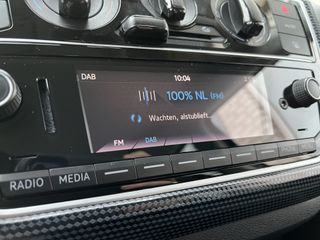 DAB
10:04
100% NL (FM)
Wachten, alstublieft...
FM
DAB
RADIO
MEDIA